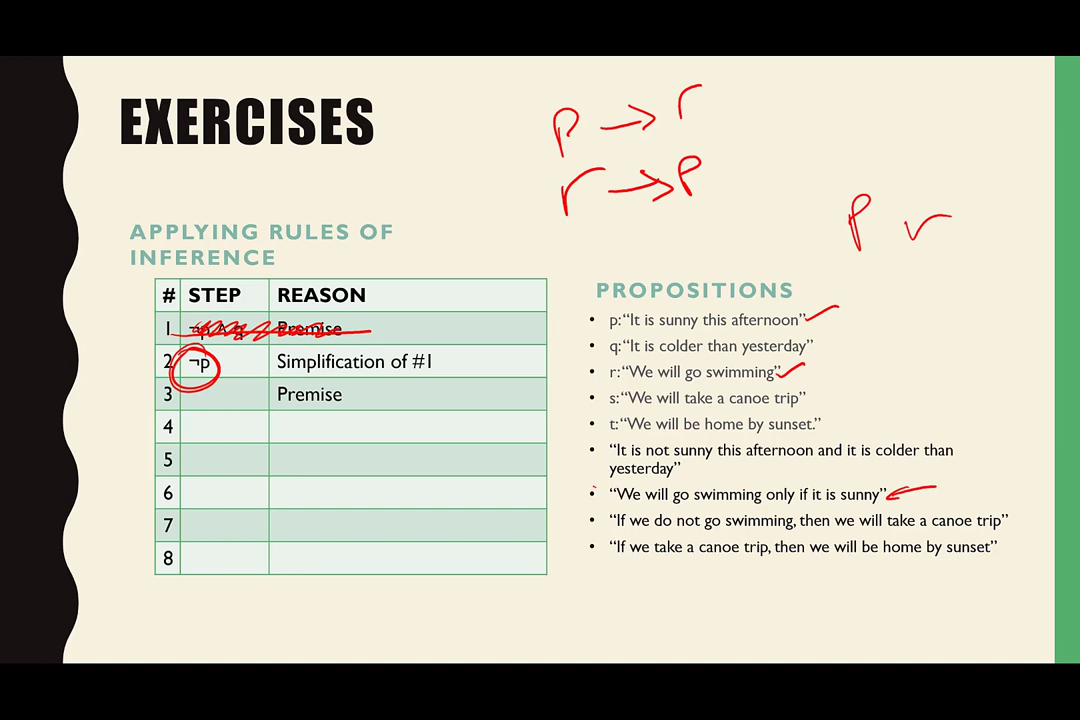 EXERCISES
p → r
r → p
p r
APPLYING RULES OF
INFERENCE
# STEP REASON
1 ¬p ^ q Premise
2 ¬p Simplification of #1
3 Premise
4
5
6
7
8
PROPOSITIONS
• p:“It is sunny this afternoon”
• q:“It is colder than yesterday”
• r:“We will go swimming”
• s:“We will take a canoe trip”
• t:“We will be home by sunset.”
• “It is not sunny this afternoon and it is colder than
yesterday”
• “We will go swimming only if it is sunny”
• “If we do not go swimming, then we will take a canoe trip”
• “If we take a canoe trip, then we will be home by sunset”